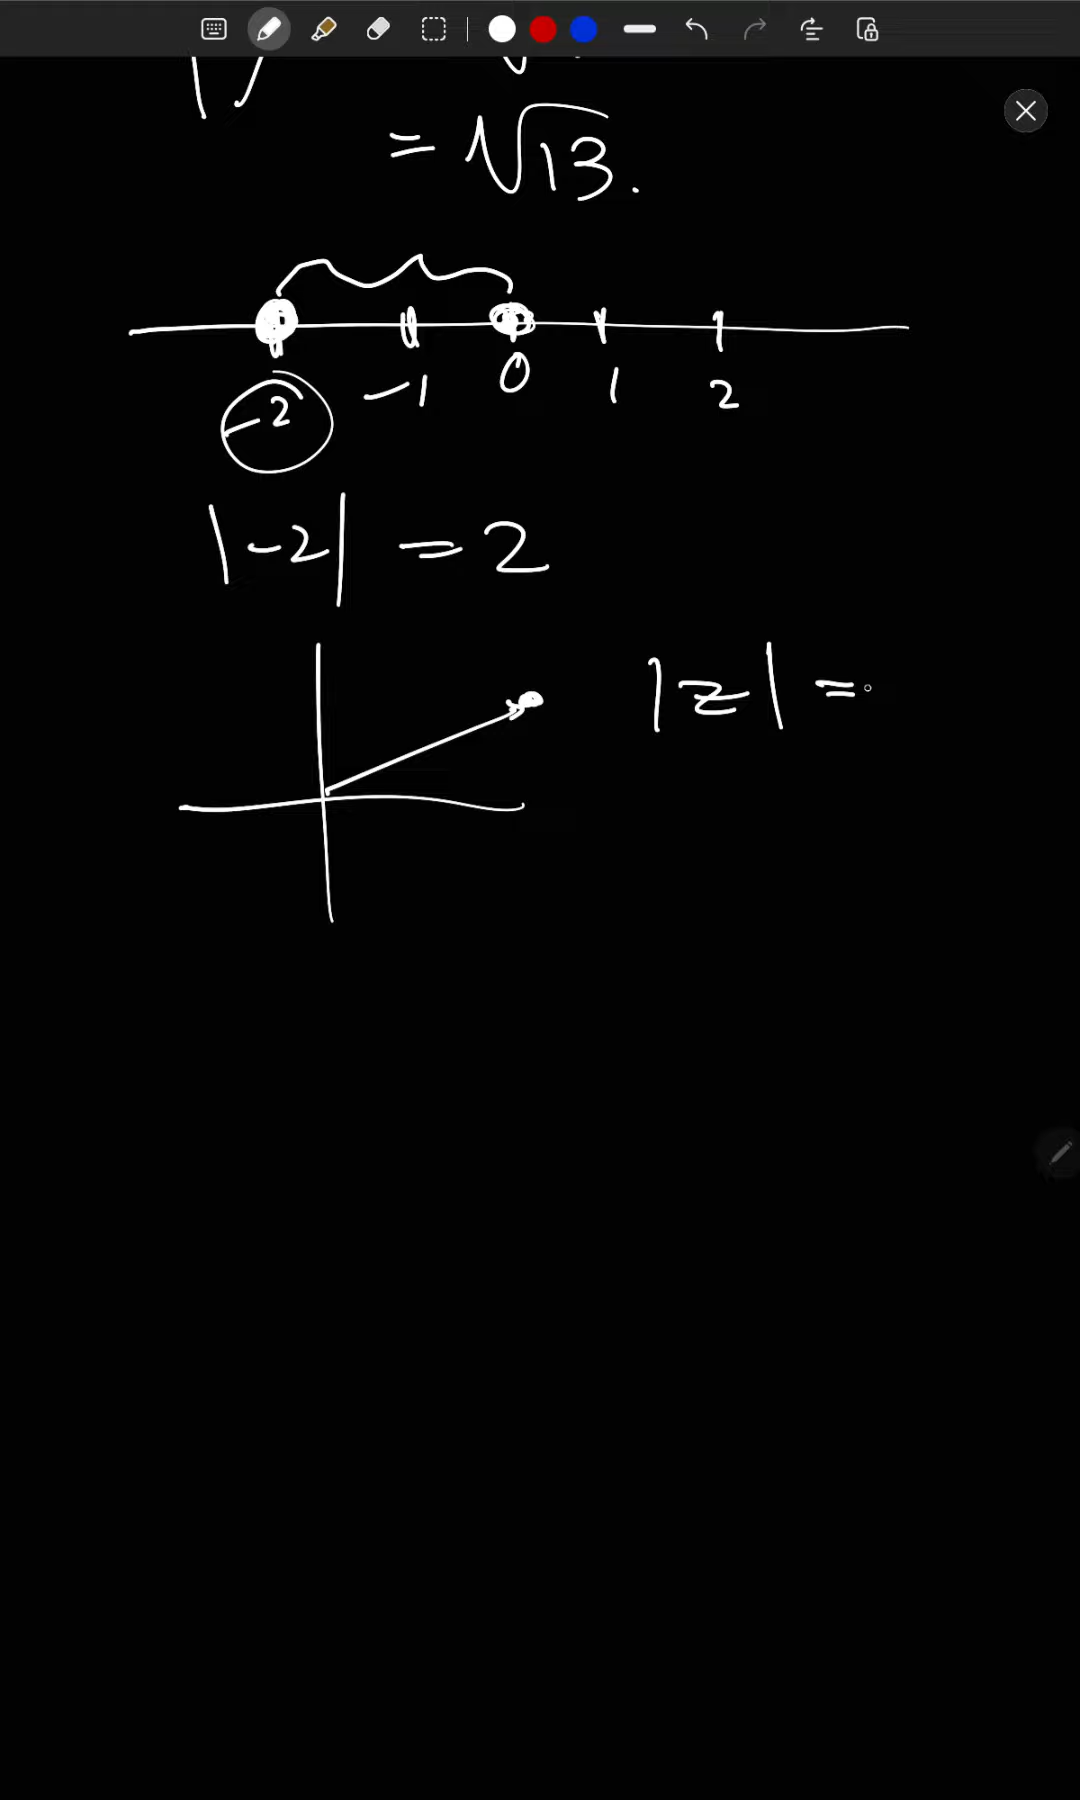 = √13.
-2 -1 0 1 2
|-2| = 2
|z| =